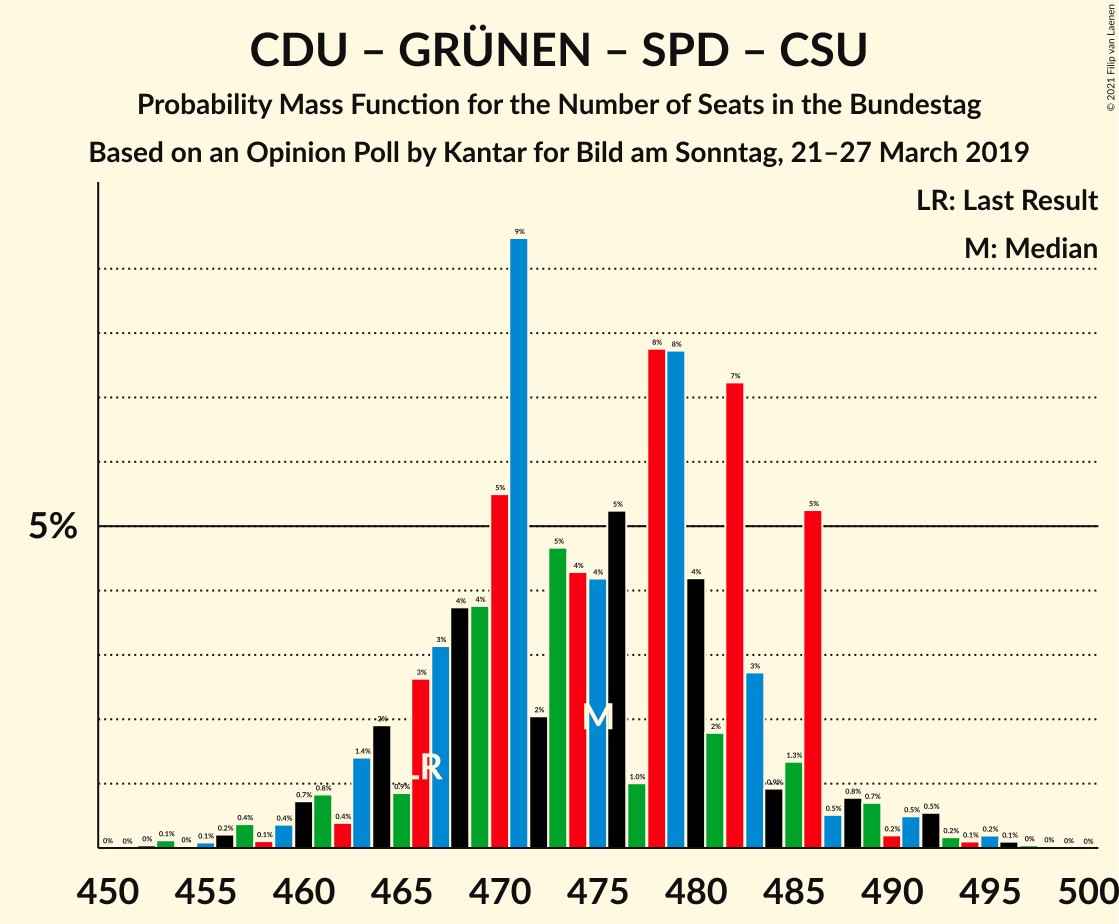 CDU – GRÜNEN – SPD – CSU
Probability Mass Function for the Number of Seats in the Bundestag
Based on an Opinion Poll by Kantar for Bild am Sonntag, 21–27 March 2019
© 2021 Filip van Laenen
LR: Last Result
M: Median
5%
0% 0% 0% 0.1% 0% 0.1% 0.2% 0.4% 0.1% 0.4% 0.7% 0.8% 0.4% 1.4% 2% 0.9% 3% 3% 4% 4% 5% 9% 2% 5% 4% 4% 5% 1.0% 8% 8% 4% 2% 7% 3% 0.9% 1.3% 5% 0.5% 0.8% 0.7% 0.2% 0.5% 0.5% 0.2% 0.1% 0.2% 0.1% 0% 0% 0% 0%
LR
M
450 455 460 465 470 475 480 485 490 495 500